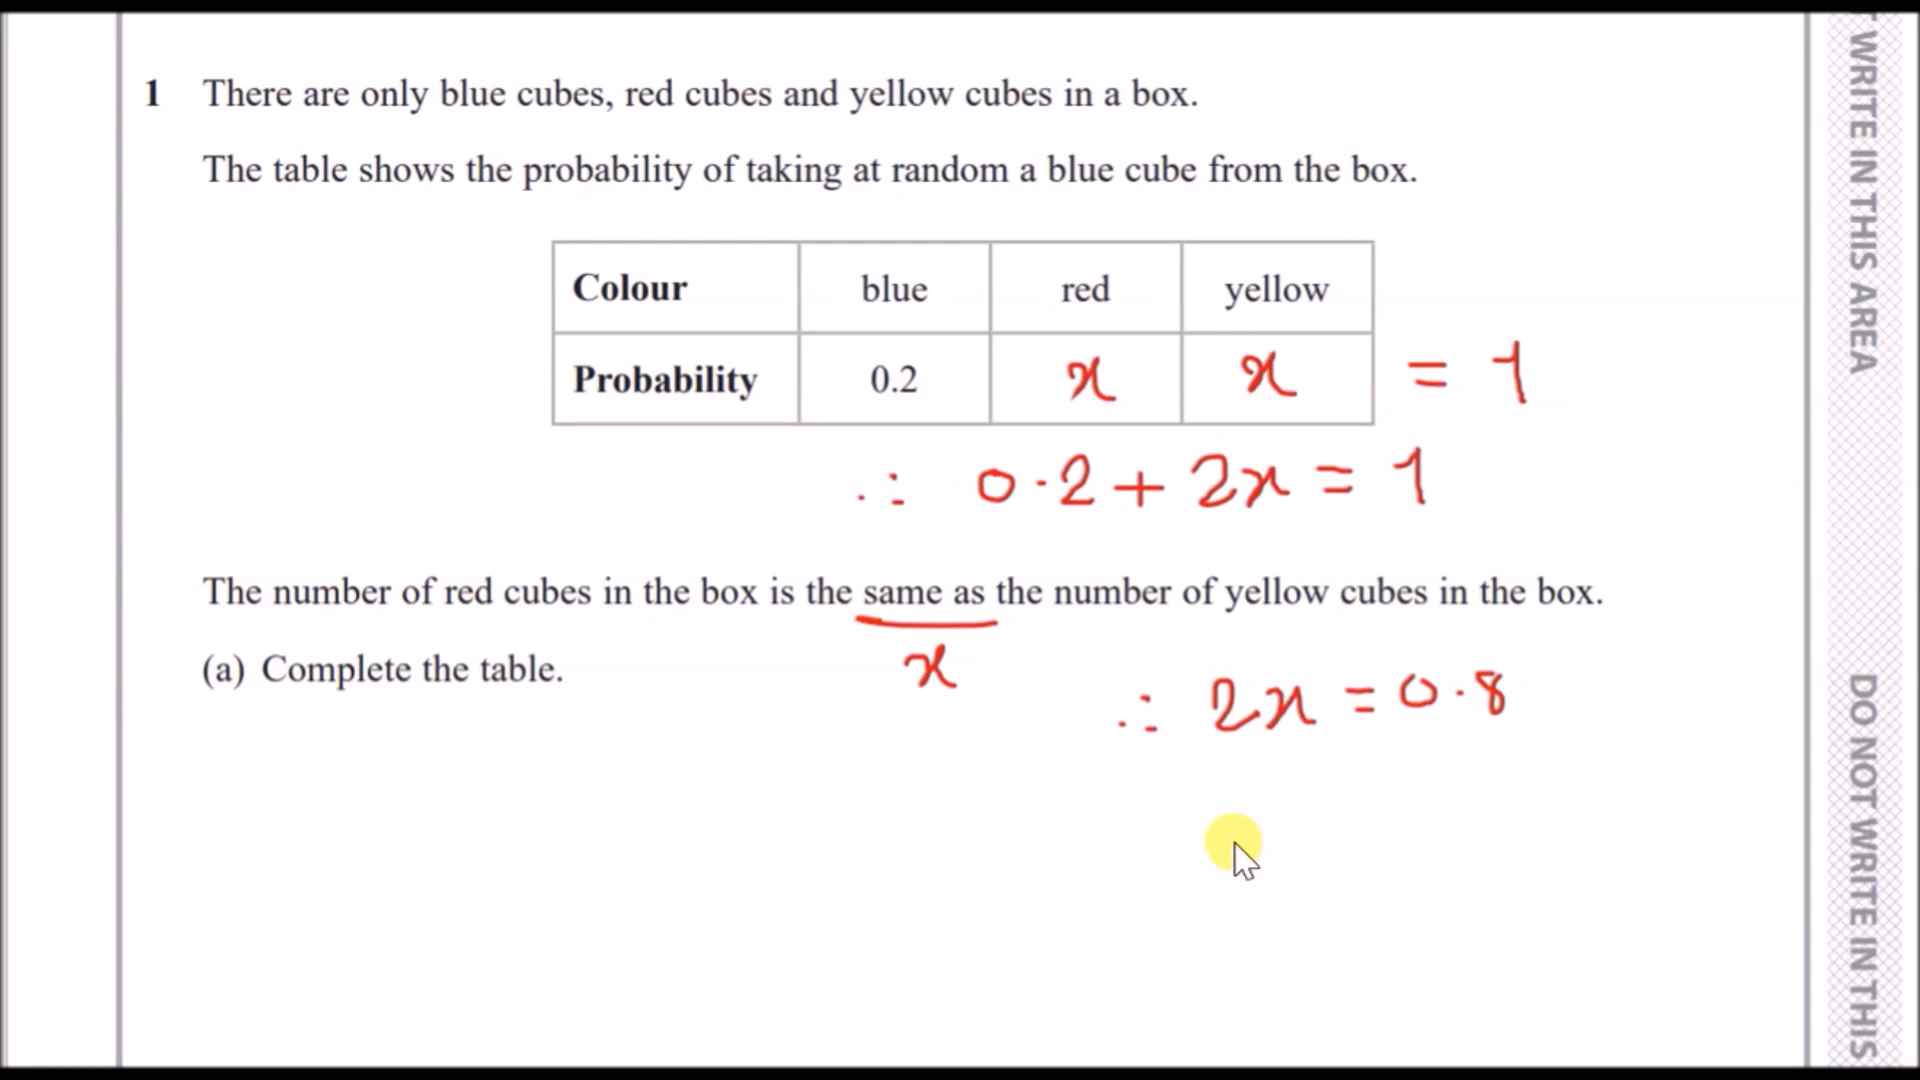 1 There are only blue cubes, red cubes and yellow cubes in a box.
The table shows the probability of taking at random a blue cube from the box.
Colour blue red yellow
Probability 0.2 x x = 1
∴ 0.2 + 2x = 1
The number of red cubes in the box is the same as the number of yellow cubes in the box.
x
(a) Complete the table.
∴ 2x = 0.8
WRITE IN THIS AREA
DO NOT WRITE IN THIS